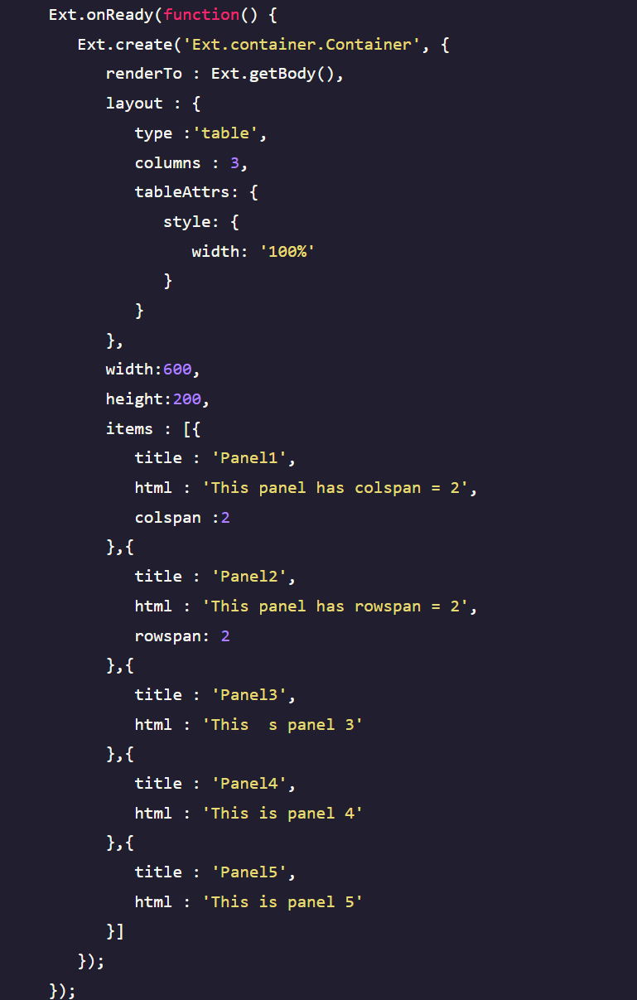 Ext.onReady(function() {
   Ext.create('Ext.container.Container', {
      renderTo : Ext.getBody(),
      layout : {
         type :'table',
         columns : 3,
         tableAttrs: {
            style: {
               width: '100%'
            }
         }
      },
      width:600,
      height:200,
      items : [{
         title : 'Panel1',
         html : 'This panel has colspan = 2',
         colspan :2
      },{
         title : 'Panel2',
         html : 'This panel has rowspan = 2',
         rowspan: 2
      },{
         title : 'Panel3',
         html : 'This  s panel 3'
      },{
         title : 'Panel4',
         html : 'This is panel 4'
      },{
         title : 'Panel5',
         html : 'This is panel 5'
      }]
   });
});